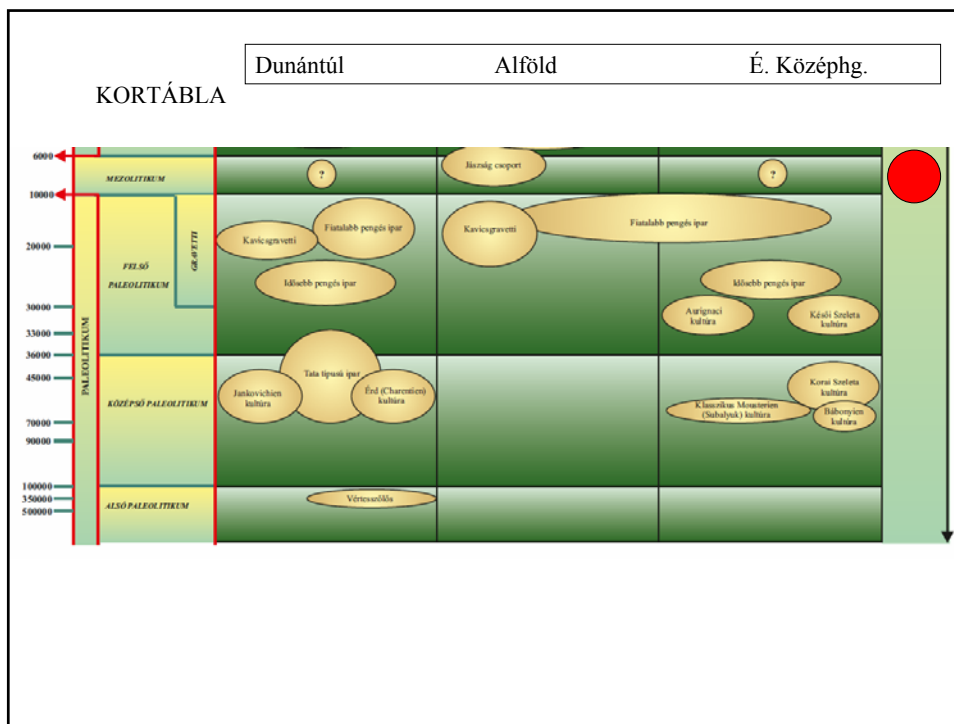 Dunántúl Alföld É. Középhg.
KORTÁBLA
6000
MEZOLITIKUM
?
Jászság csoport
?
10000
20000
30000
33000
36000
45000
70000
90000
100000
350000
500000
PALEOLITIKUM
FELSŐ
PALEOLITIKUM
GRAVETTI
Kavicsgravetti
Fiatalabb pengés ipar
Idősebb pengés ipar
Kavicsgravetti
Fiatalabb pengés ipar
Idősebb pengés ipar
Aurignaci
kultúra
Késői Szeleta
kultúra
KÖZÉPSŐ PALEOLITIKUM
Tata típusú ipar
Jankovichien
kultúra
Érd (Charentien)
kultúra
Korai Szeleta
kultúra
Klasszikus Mousterien
(Subalyuk) kultúra
Bábonyien
kultúra
ALSÓ PALEOLITIKUM
Vértesszőlős